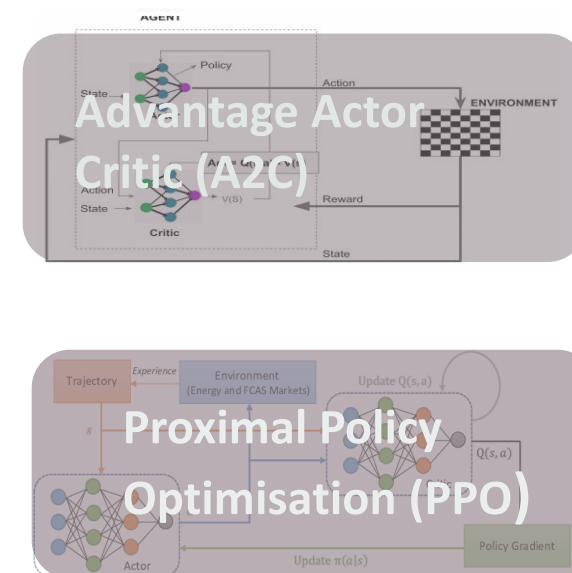 AGENT
Policy
State
Action
ENVIRONMENT
Advantage Actor
Critic (A2C)
Action
State
V(S)
Reward
Critic
State
Trajectory
Experience
Environment
(Energy and FCAS Markets)
Update Q(s,a)
s
Proximal Policy
Q(s,a)
Optimisation (PPO)
Actor
Update π(a|s)
Policy Gradient